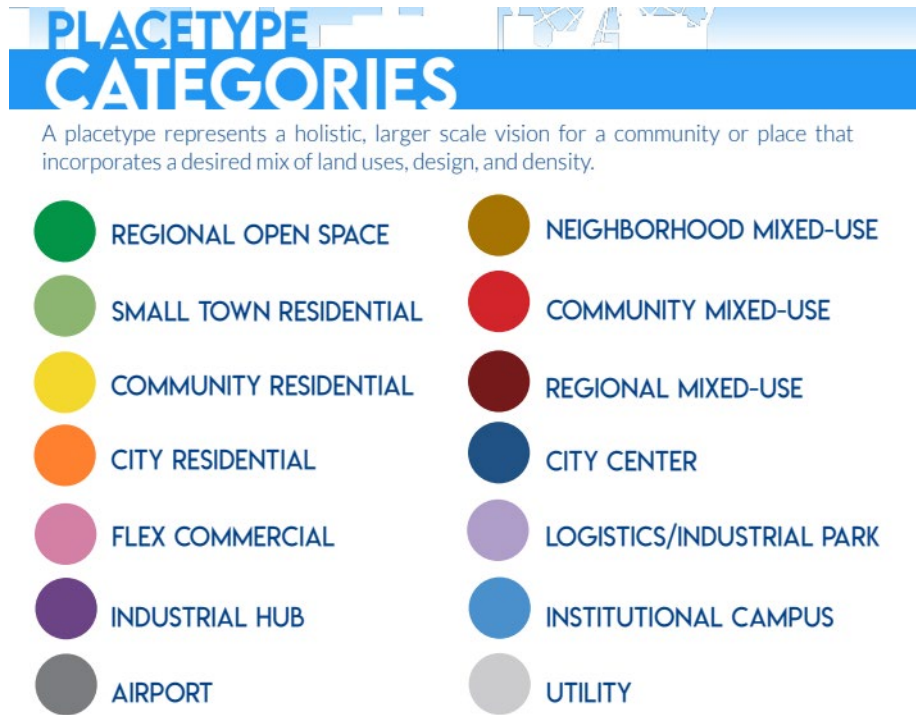 PLACETYPE
CATEGORIES
A placetype represents a holistic, larger scale vision for a community or place that
incorporates a desired mix of land uses, design, and density.
REGIONAL OPEN SPACE
SMALL TOWN RESIDENTIAL
COMMUNITY RESIDENTIAL
CITY RESIDENTIAL
FLEX COMMERCIAL
INDUSTRIAL HUB
AIRPORT
NEIGHBORHOOD MIXED-USE
COMMUNITY MIXED-USE
REGIONAL MIXED-USE
CITY CENTER
LOGISTICS/INDUSTRIAL PARK
INSTITUTIONAL CAMPUS
UTILITY